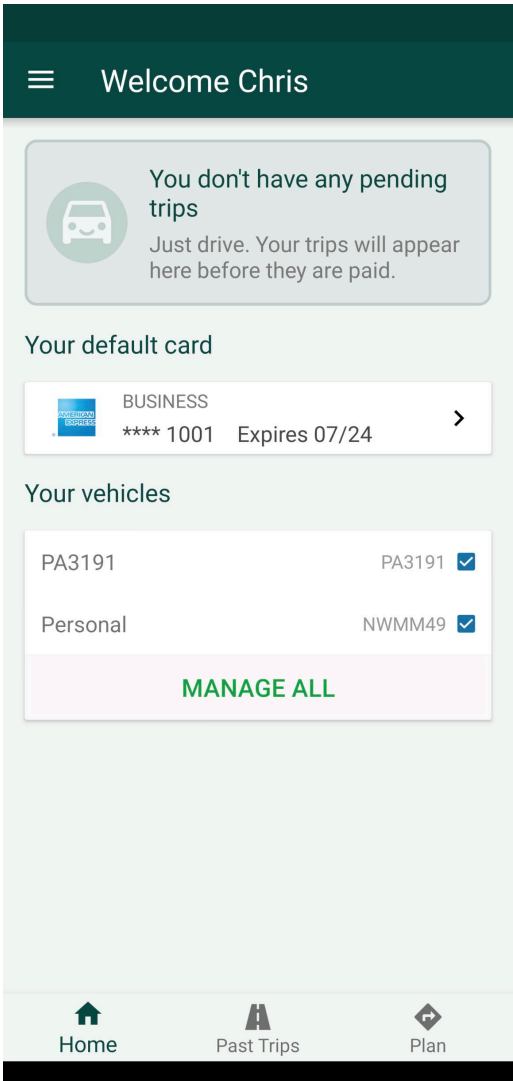 Welcome Chris
You don't have any pending
trips
Just drive. Your trips will appear
here before they are paid.
Your default card
AMERICAN
EXPRESS
BUSINESS
**** 1001 Expires 07/24
Your vehicles
PA3191 PA3191
Personal NWMM49
MANAGE ALL
Home Past Trips Plan